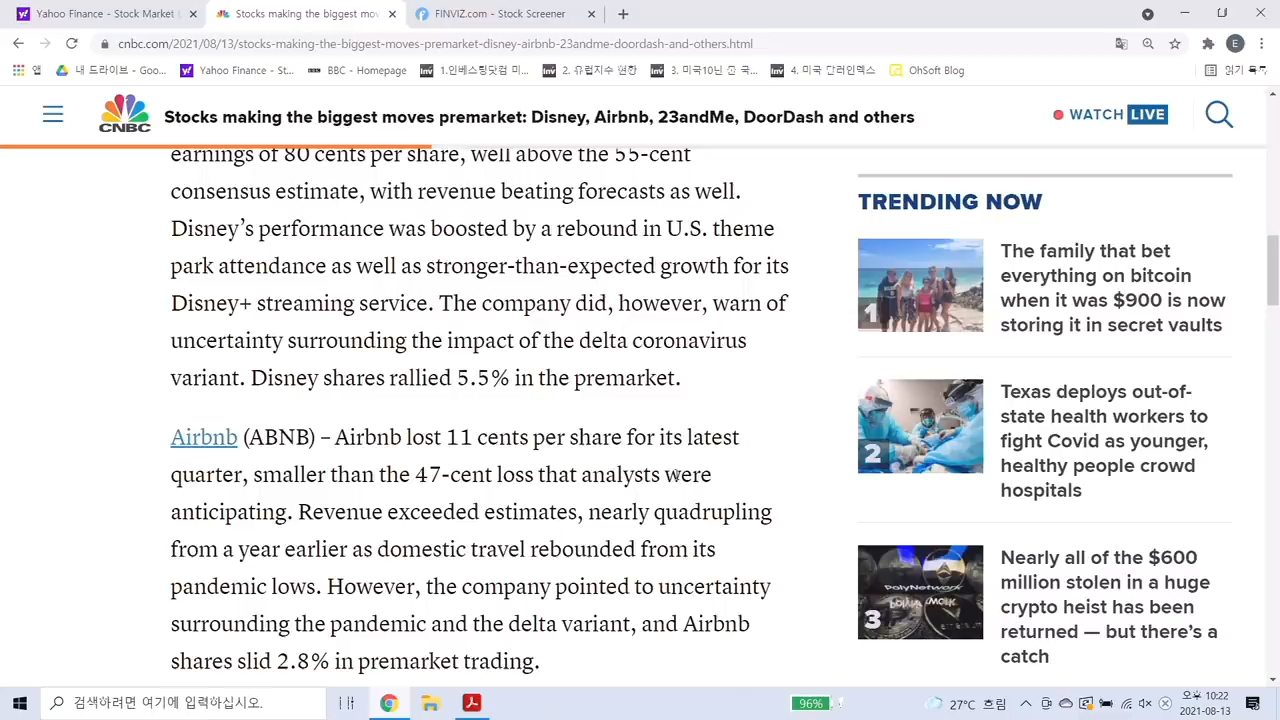 Yahoo Finance - Stock Market
Stocks making the biggest mov
FINVIZ.com - Stock Screener
cnbc.com/2021/08/13/stocks-making-the-biggest-moves-premarket-disney-airbnb-23andme-doordash-and-others.html
E
앱
내 드라이브 - Goo...
Yahoo Finance - St...
BBC - Homepage
1.인베스팅닷컴 미...
2. 유럽지수 현황
3. 미국10년 준 국...
4. 미국 달러인덱스
OhSoft Blog
읽기 목록
CNBC
Stocks making the biggest moves premarket: Disney, Airbnb, 23andMe, DoorDash and others
WATCH LIVE
earnings of 80 cents per share, well above the 55-cent
consensus estimate, with revenue beating forecasts as well.
Disney's performance was boosted by a rebound in U.S. theme
park attendance as well as stronger-than-expected growth for its
Disney+ streaming service. The company did, however, warn of
uncertainty surrounding the impact of the delta coronavirus
variant. Disney shares rallied 5.5% in the premarket.
Airbnb (ABNB) – Airbnb lost 11 cents per share for its latest
quarter, smaller than the 47-cent loss that analysts were
anticipating. Revenue exceeded estimates, nearly quadrupling
from a year earlier as domestic travel rebounded from its
pandemic lows. However, the company pointed to uncertainty
surrounding the pandemic and the delta variant, and Airbnb
shares slid 2.8% in premarket trading.
TRENDING NOW
1
The family that bet
everything on bitcoin
when it was $900 is now
storing it in secret vaults
2
Texas deploys out-of-
state health workers to
fight Covid as younger,
healthy people crowd
hospitals
3
Nearly all of the $600
million stolen in a huge
crypto heist has been
returned — but there's a
catch
검색하려면 여기에 입력하십시오.
96%
27°C 흐림
오후 10:22
2021-08-13